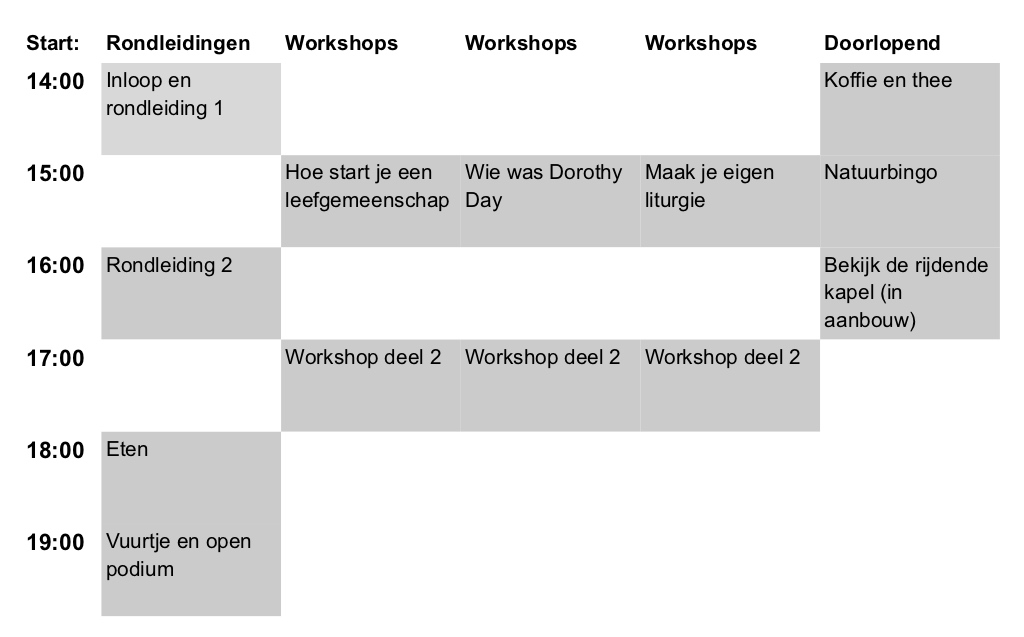 Start: Rondleidingen Workshops Workshops Workshops Doorlopend
14:00 Inloop en Koffie en thee
rondleiding 1
15:00 Hoe start je een Wie was Dorothy Maak je eigen Natuurbingo
leefgemeenschap Day liturgie
16:00 Rondleiding 2 Bekijk de rijdende
kapel (in
aanbouw)
17:00 Workshop deel 2 Workshop deel 2 Workshop deel 2
18:00 Eten
19:00 Vuurtje en open
podium